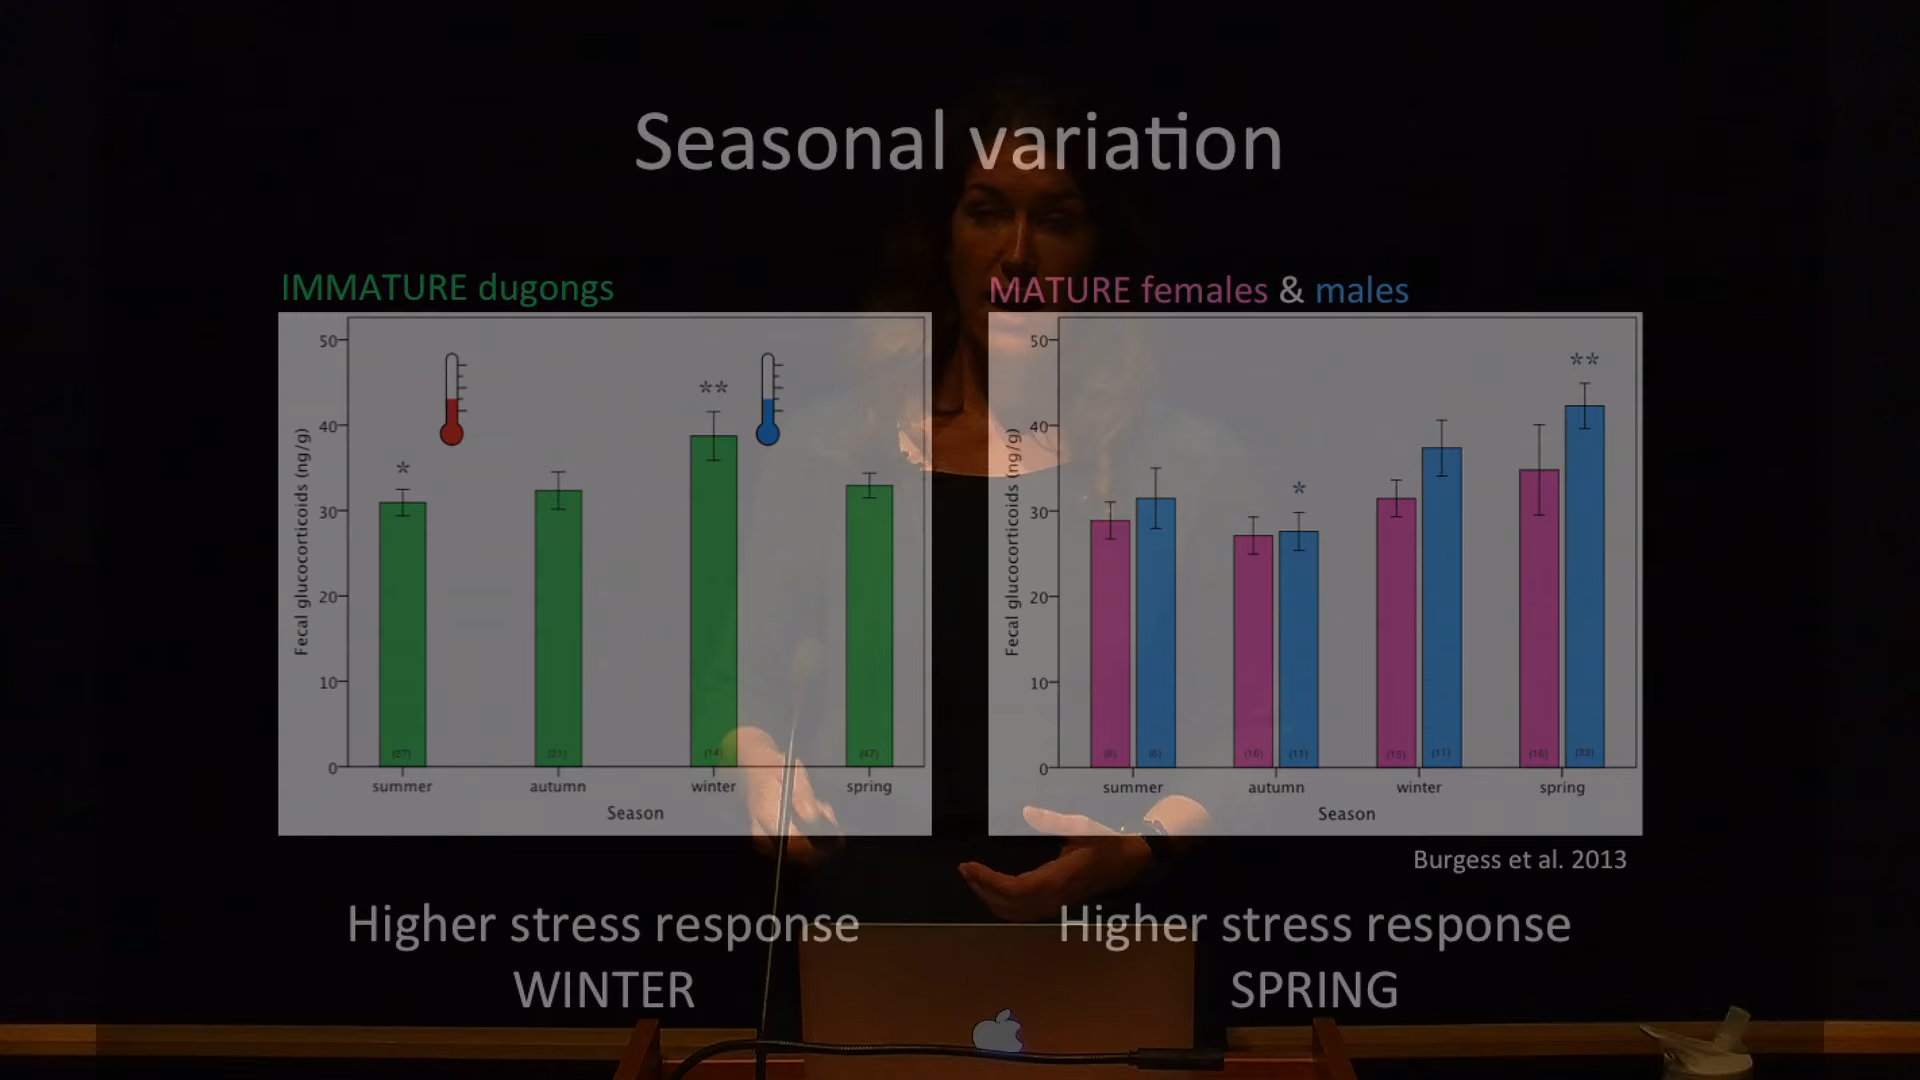 Seasonal variation
IMMATURE dugongs
50
40
30
20
10
0
Fecal glucocorticoids (ng/g)
*
**
(27)
(21)
(14)
(47)
summer
autumn
winter
spring
Season
MATURE females & males
50
40
30
20
10
0
Fecal glucocorticoids (ng/g)
*
**
(6)
(6)
(16)
(11)
(15)
(11)
(16)
(33)
summer
autumn
winter
spring
Season
Burgess et al. 2013
Higher stress response
WINTER
Higher stress response
SPRING